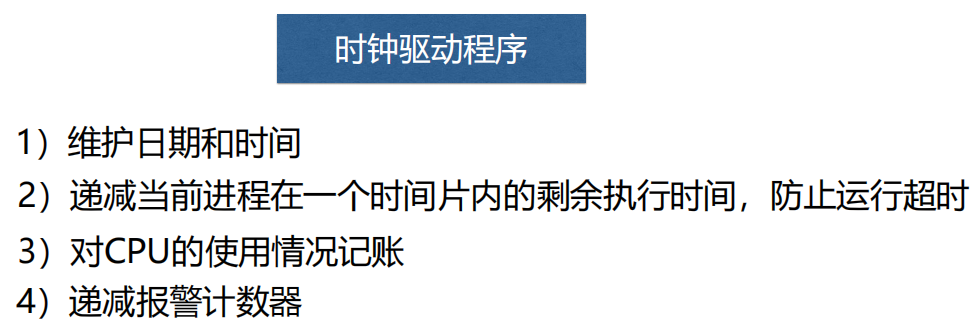 时钟驱动程序
1）维护日期和时间
2）递减当前进程在一个时间片内的剩余执行时间，防止运行超时
3）对CPU的使用情况记账
4）递减报警计数器